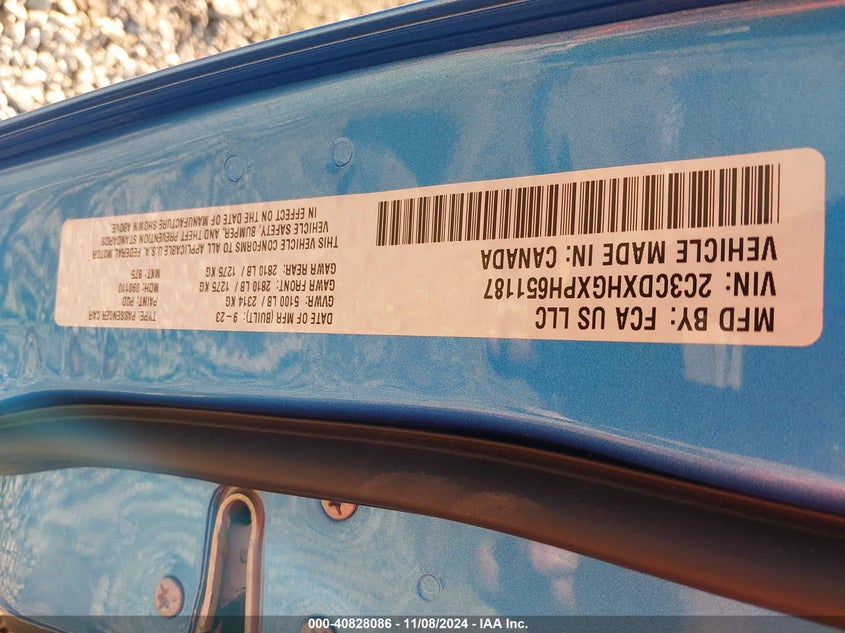 MFD BY: FCA US LLC
DATE OF MFR (BUILT): 9-23
TYPE: PASSENGER CAR
VIN: 2C3CDXHGXPH651187
GVWR: 5101 LB / 2314 KG
PAINT: PQD
VEHICLE MADE IN: CANADA
GAWR FRONT: 2810 LB / 1275 KG
MDH: 090110
GAWR REAR: 2810 LB / 1275 KG
MKT: 875
THIS VEHICLE CONFORMS TO ALL APPLICABLE U.S.A. FEDERAL MOTOR
VEHICLE SAFETY, BUMPER, AND THEFT PREVENTION STANDARDS
IN EFFECT ON THE DATE OF MANUFACTURE SHOWN ABOVE.
000-40828086 - 11/08/2024 - IAA Inc.